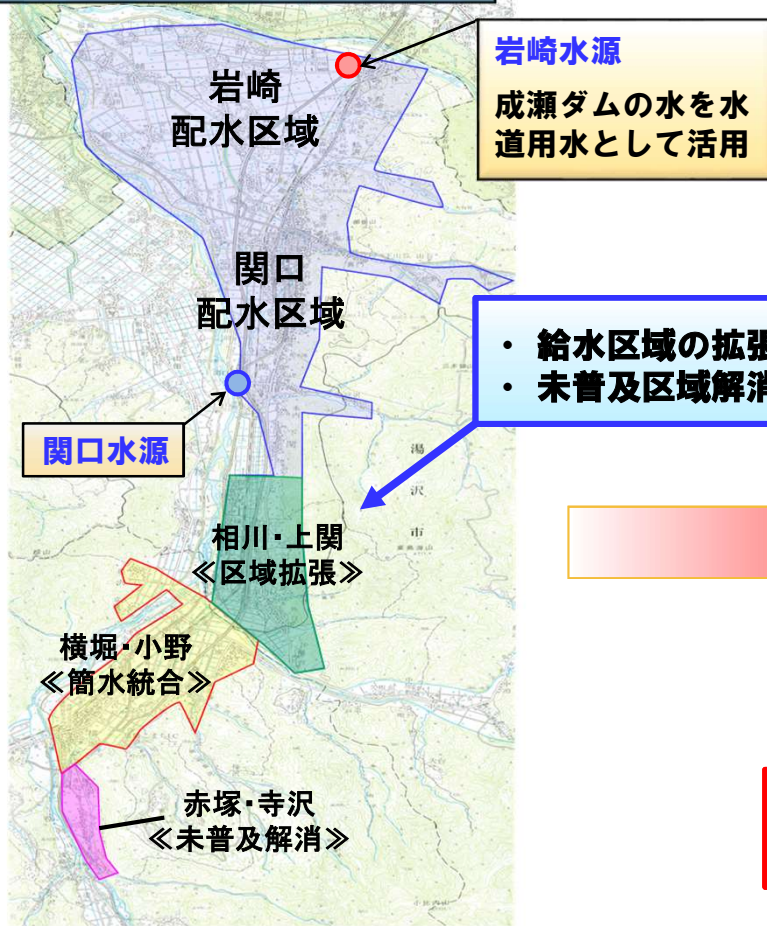 岩崎
配水区域
岩崎水源
成瀬ダムの水を水
道用水として活用
関口
配水区域
・ 給水区域の拡張
・ 未普及区域解消
関口水源
湯
沢
市
相川・上関
≪区域拡張≫
横堀・小野
≪簡水統合≫
赤塚・寺沢
≪未普及解消≫